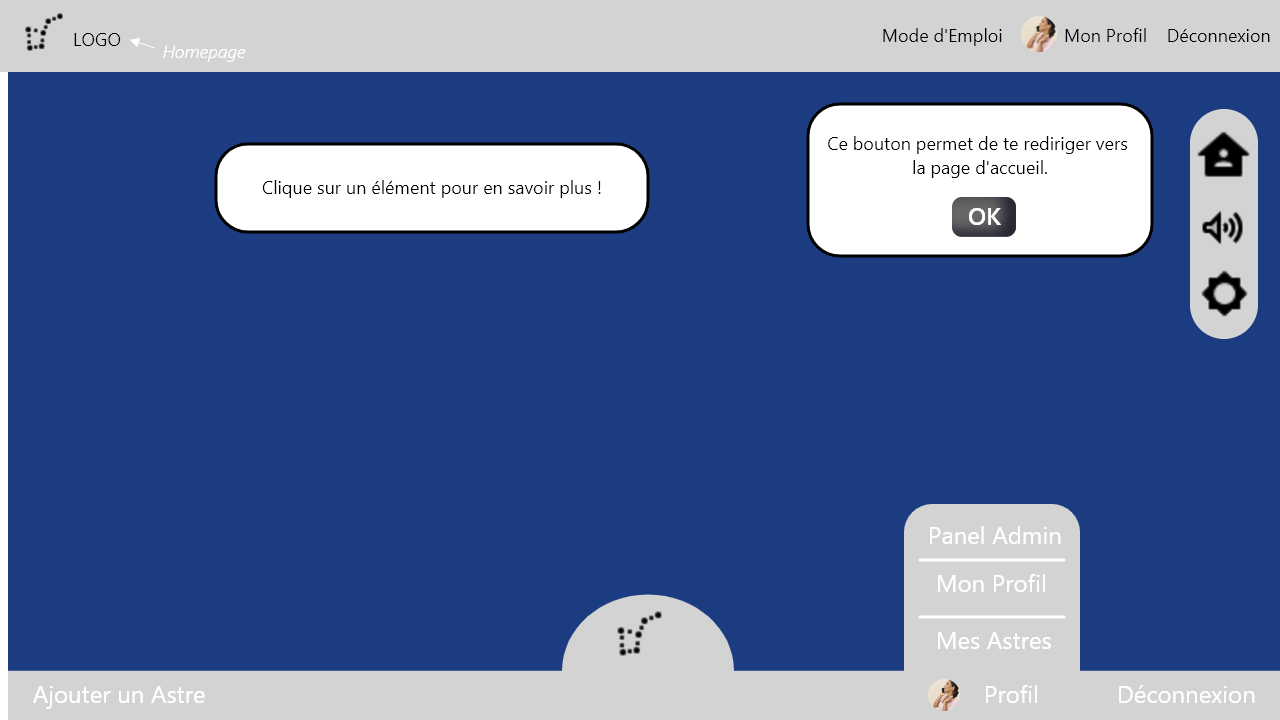 LOGO
Homepage
Mode d'Emploi
Mon Profil
Déconnexion
Clique sur un élément pour en savoir plus !
Ce bouton permet de te rediriger vers
la page d'accueil.
OK
Panel Admin
Mon Profil
Mes Astres
Ajouter un Astre
Profil
Déconnexion